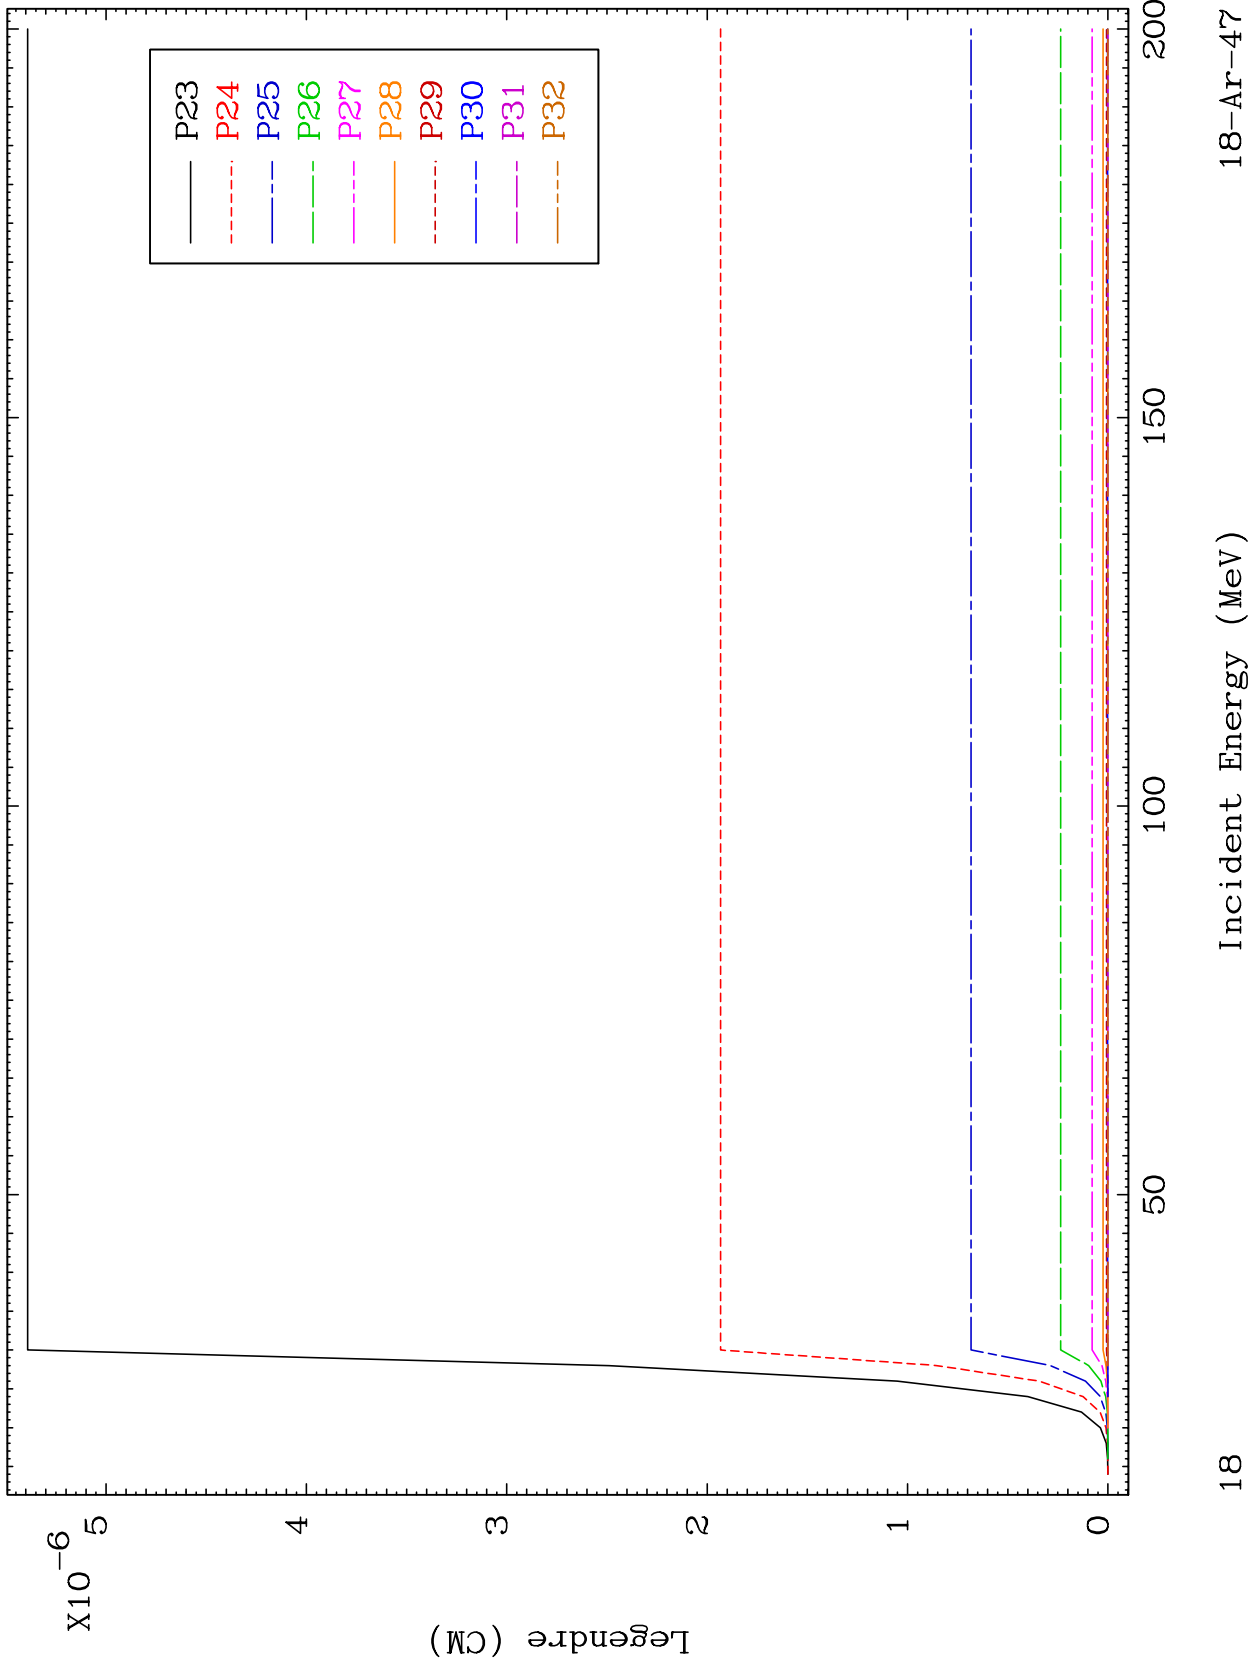 X10-6
5
4
3
2
1
0
Legendre (CM)
P23
P24
P25
P26
P27
P28
P29
P30
P31
P32
50
100
150
200
Incident Energy (MeV)
18
18-Ar-47